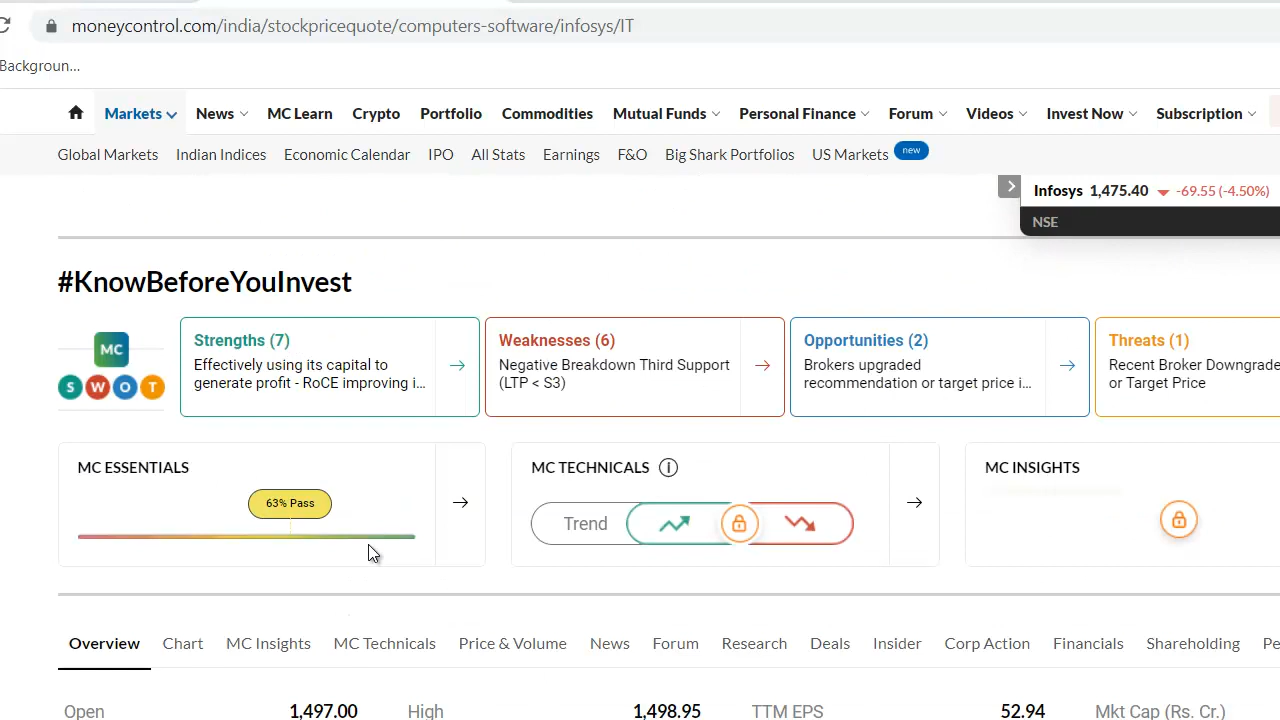 moneycontrol.com/india/stockpricequote/computers-software/infosys/IT
Backgroun...
Markets News MC Learn Crypto Portfolio Commodities Mutual Funds Personal Finance Forum Videos Invest Now Subscription
Global Markets Indian Indices Economic Calendar IPO All Stats Earnings F&O Big Shark Portfolios US Markets new
Infosys 1,475.40 -69.55 (-4.50%)
NSE
#KnowBeforeYouInvest
MC
S W O T
Strengths (7)
Effectively using its capital to
generate profit - RoCE improving i...
Weaknesses (6)
Negative Breakdown Third Support
(LTP < S3)
Opportunities (2)
Brokers upgraded
recommendation or target price i...
Threats (1)
Recent Broker Downgrade
or Target Price
MC ESSENTIALS
63% Pass
MC TECHNICALS i
Trend
MC INSIGHTS
Overview Chart MC Insights MC Technicals Price & Volume News Forum Research Deals Insider Corp Action Financials Shareholding Pe
Open 1,497.00 High 1,498.95 TTM EPS 52.94 Mkt Cap (Rs. Cr.)